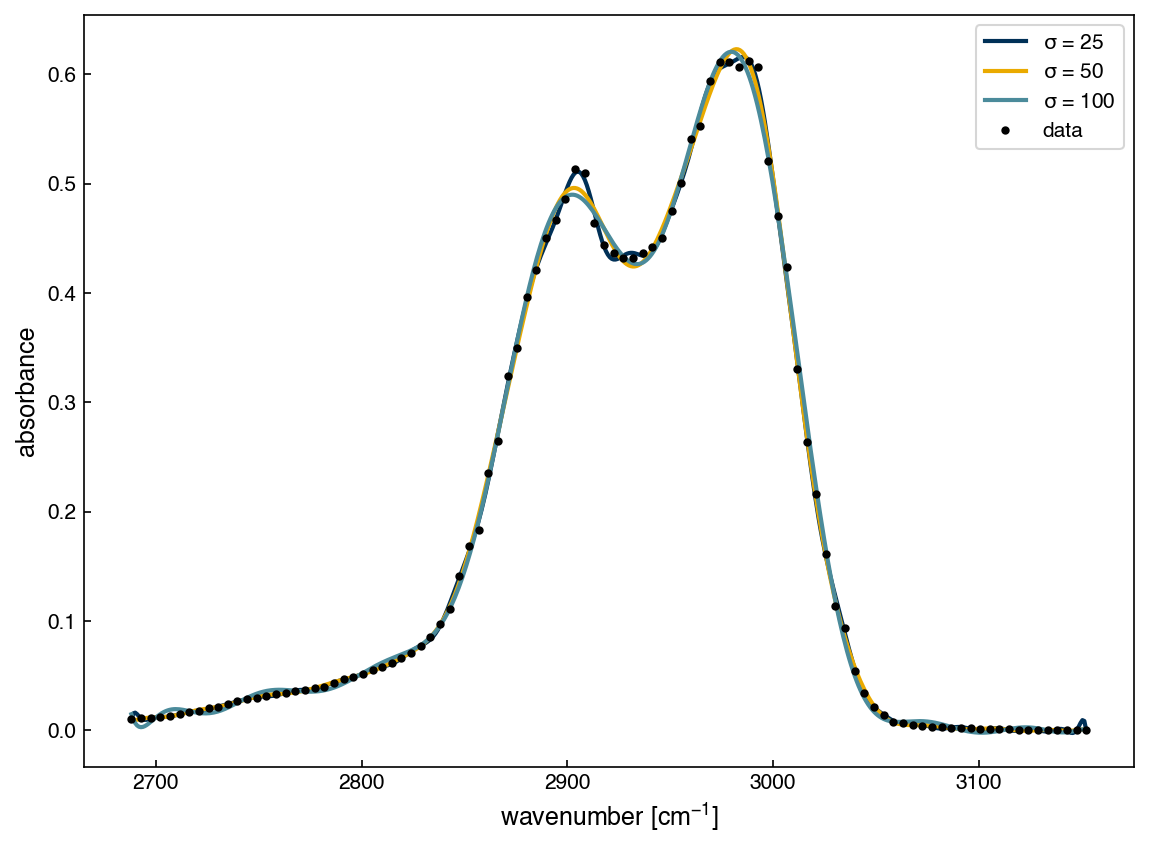 σ = 25
σ = 50
σ = 100
data
absorbance
0.6
0.5
0.4
0.3
0.2
0.1
0.0
2700 2800 2900 3000 3100
wavenumber [cm⁻¹]